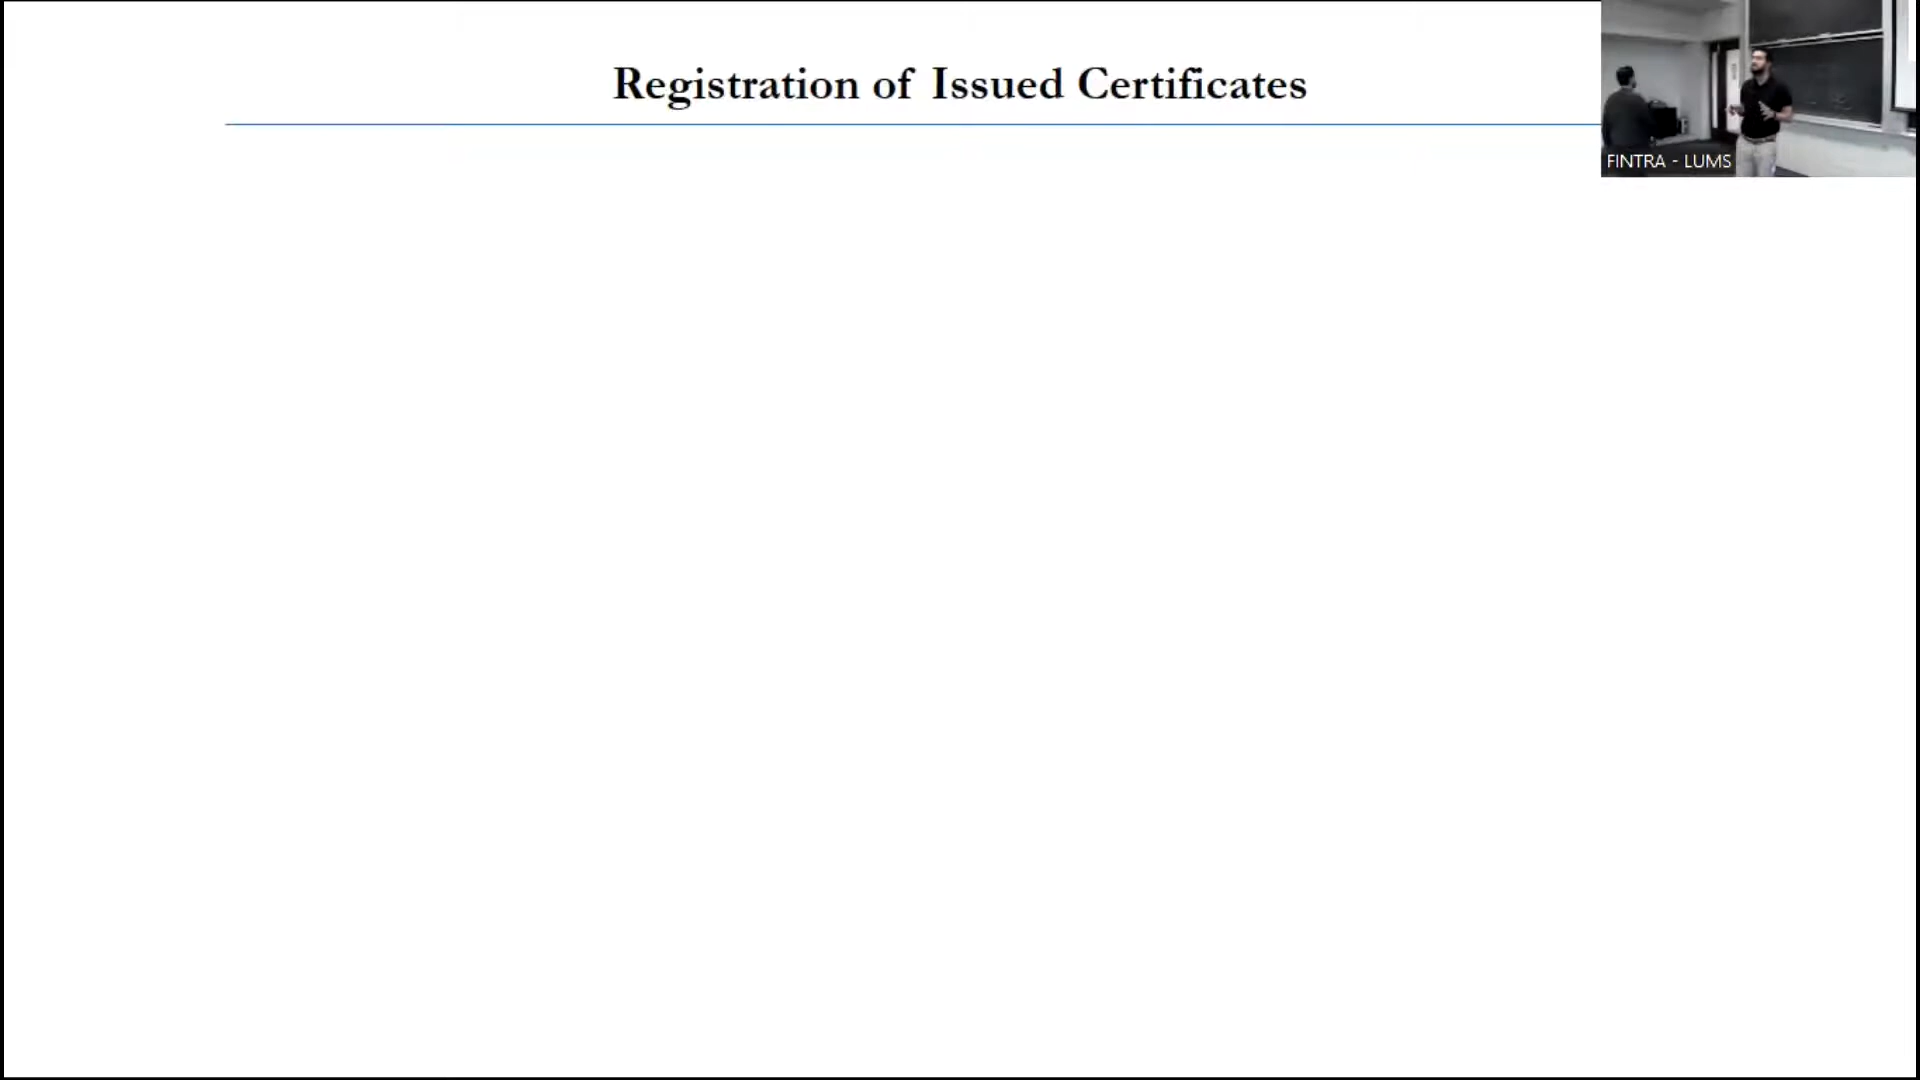 Registration of Issued Certificates
FINTRA - LUMS